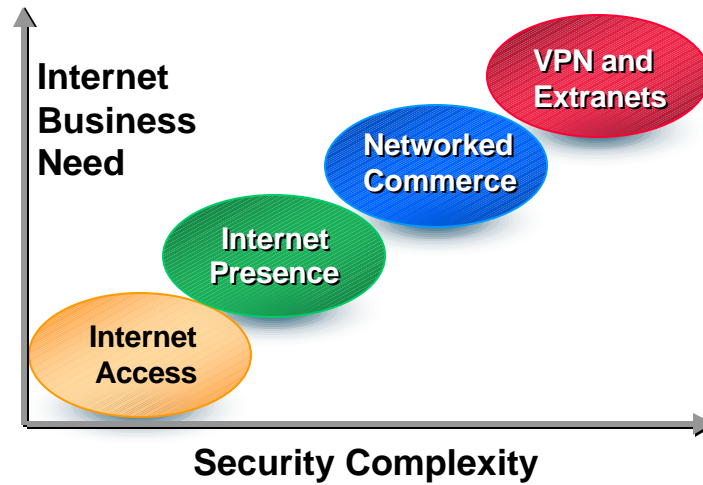 Internet
Business
Need
VPN and
Extranets
Networked
Commerce
Internet
Presence
Internet
Access
Security Complexity